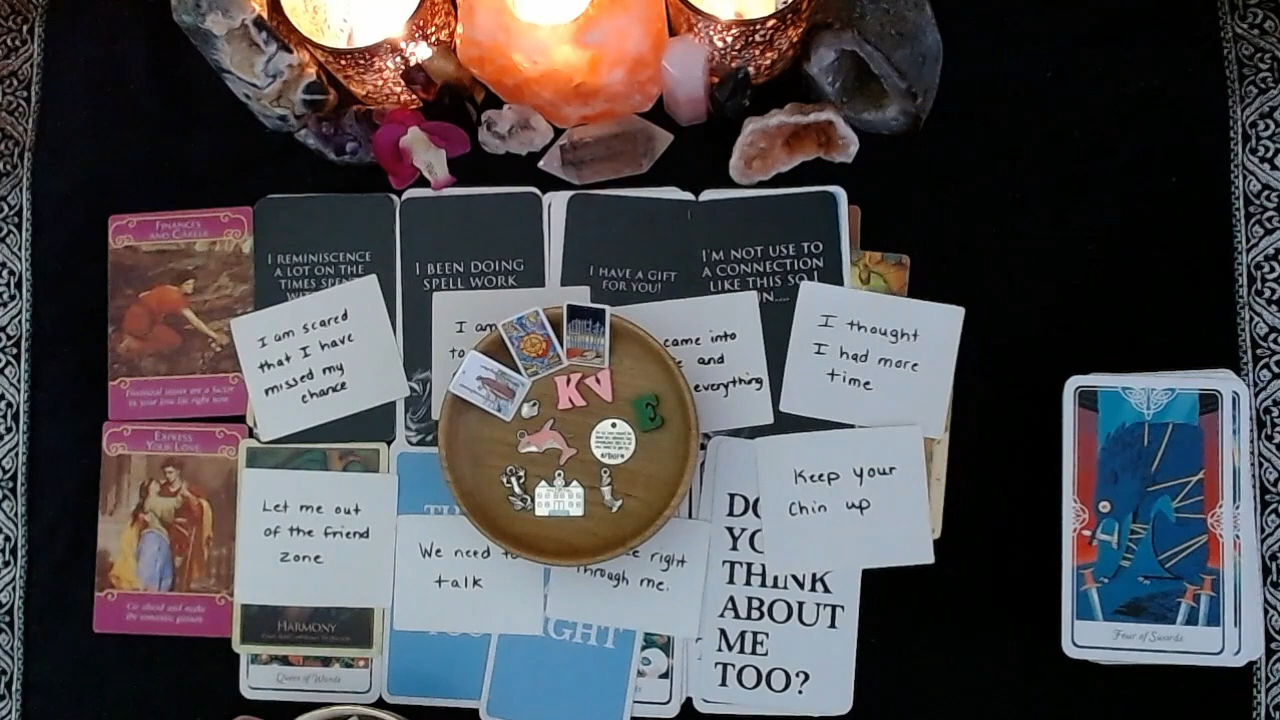 FINANCES
AND CAREER
Financial issues are a factor
in your love life right now
I REMINISCE
A LOT ON THE
TIMES SPENT
I BEEN DOING
SPELL WORK
I HAVE A GIFT
FOR YOU!
I'M NOT USE TO
A CONNECTION
LIKE THIS SO I
I am scared
that I have
missed my
chance
I am
came into
and
everything
I thought
I had more
time
KV
E
EXPRESS
YOUR LOVE
Go ahead and make
the romantic gesture
Let me out
of the friend
zone
HARMONY
Queen of Wands
We need to
talk
right
through me.
RIGHT
Keep your
chin up
DO
YOU
THINK
ABOUT
ME
TOO?
Four of Swords